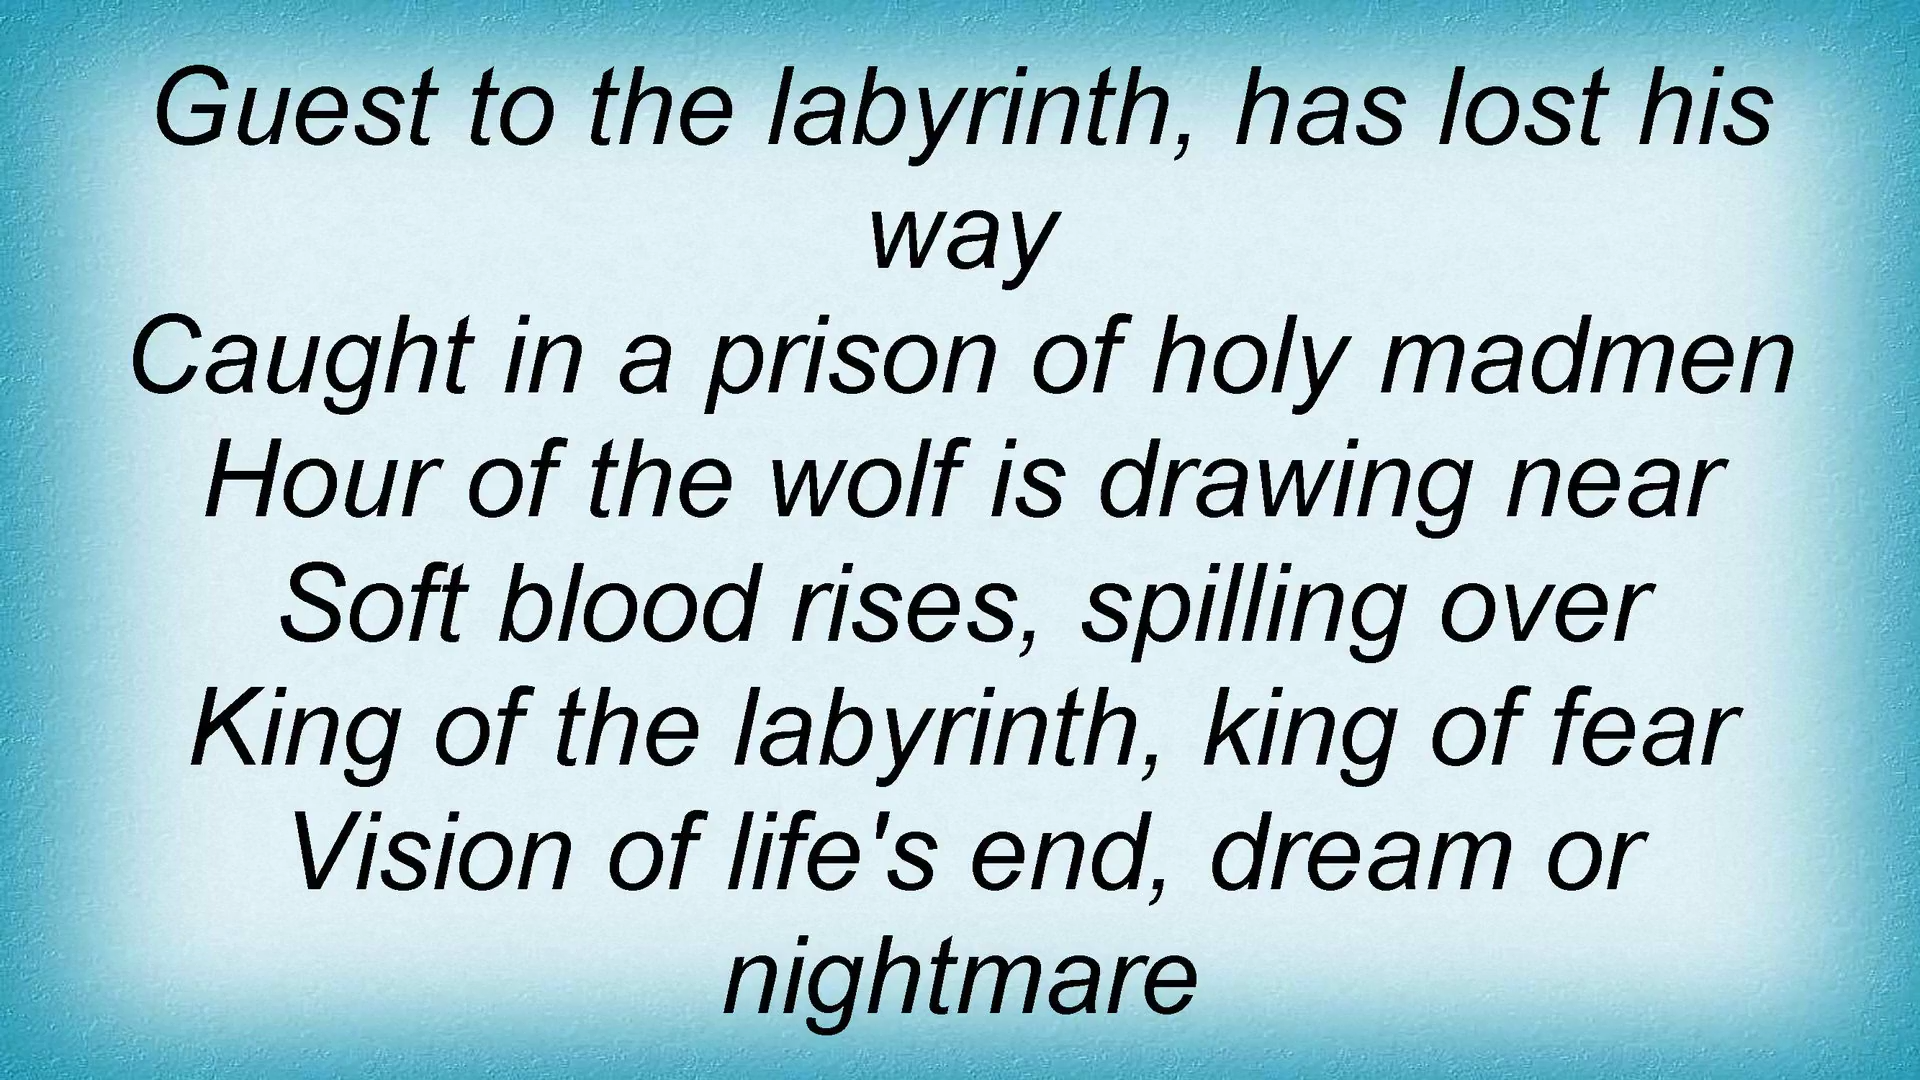 Guest to the labyrinth, has lost his
way
Caught in a prison of holy madmen
Hour of the wolf is drawing near
Soft blood rises, spilling over
King of the labyrinth, king of fear
Vision of life's end, dream or
nightmare